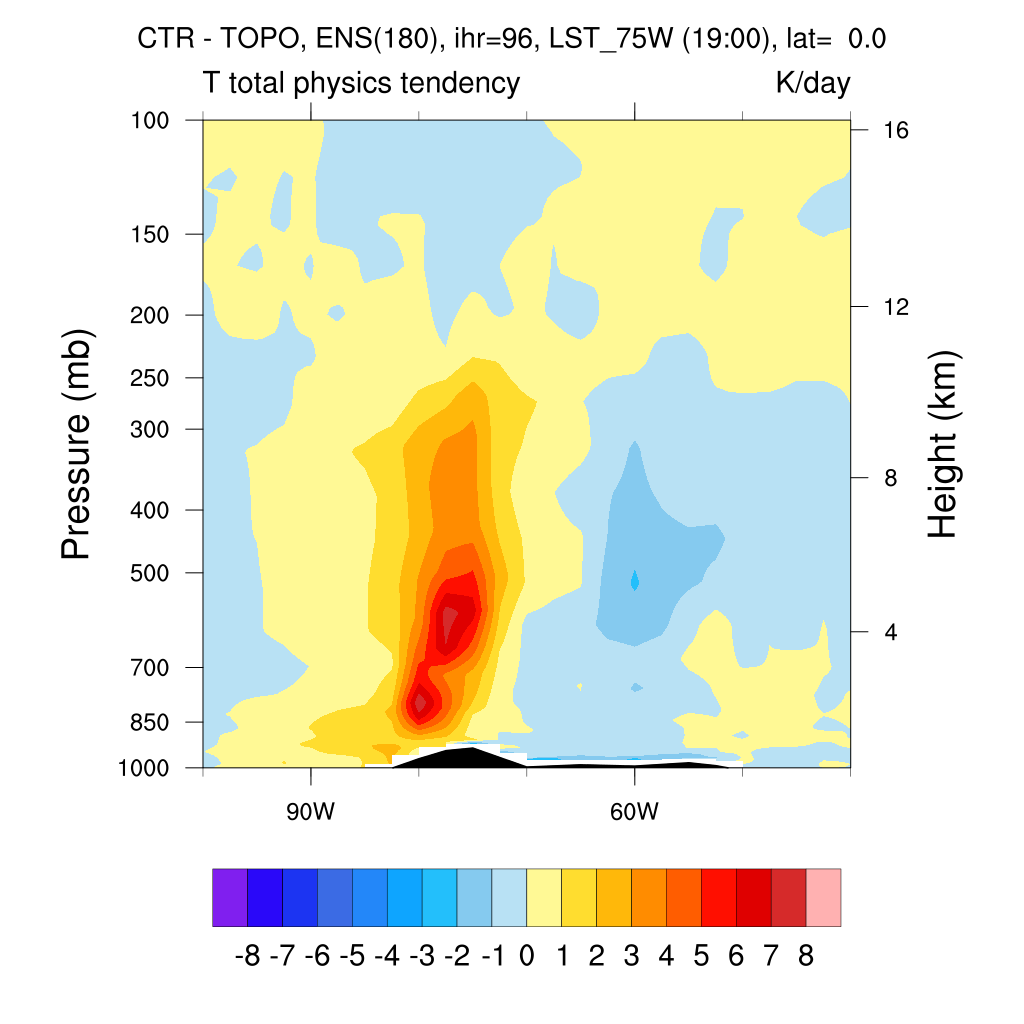 CTR - TOPO, ENS(180), ihr=96, LST_75W (19:00), lat=  0.0
T total physics tendency
K/day
100
150
200
250
300
400
500
700
850
1000
Pressure (mb)
16
12
8
4
Height (km)
90W
60W
-8 -7 -6 -5 -4 -3 -2 -1 0 1 2 3 4 5 6 7 8